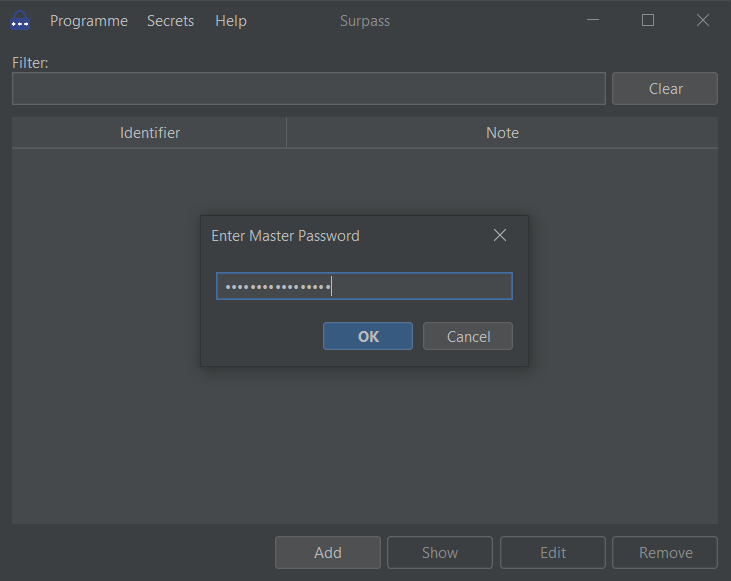 Programme Secrets Help Surpass
Filter:
Clear
Identifier Note
Enter Master Password
•••••••••••••••••
OK Cancel
Add Show Edit Remove